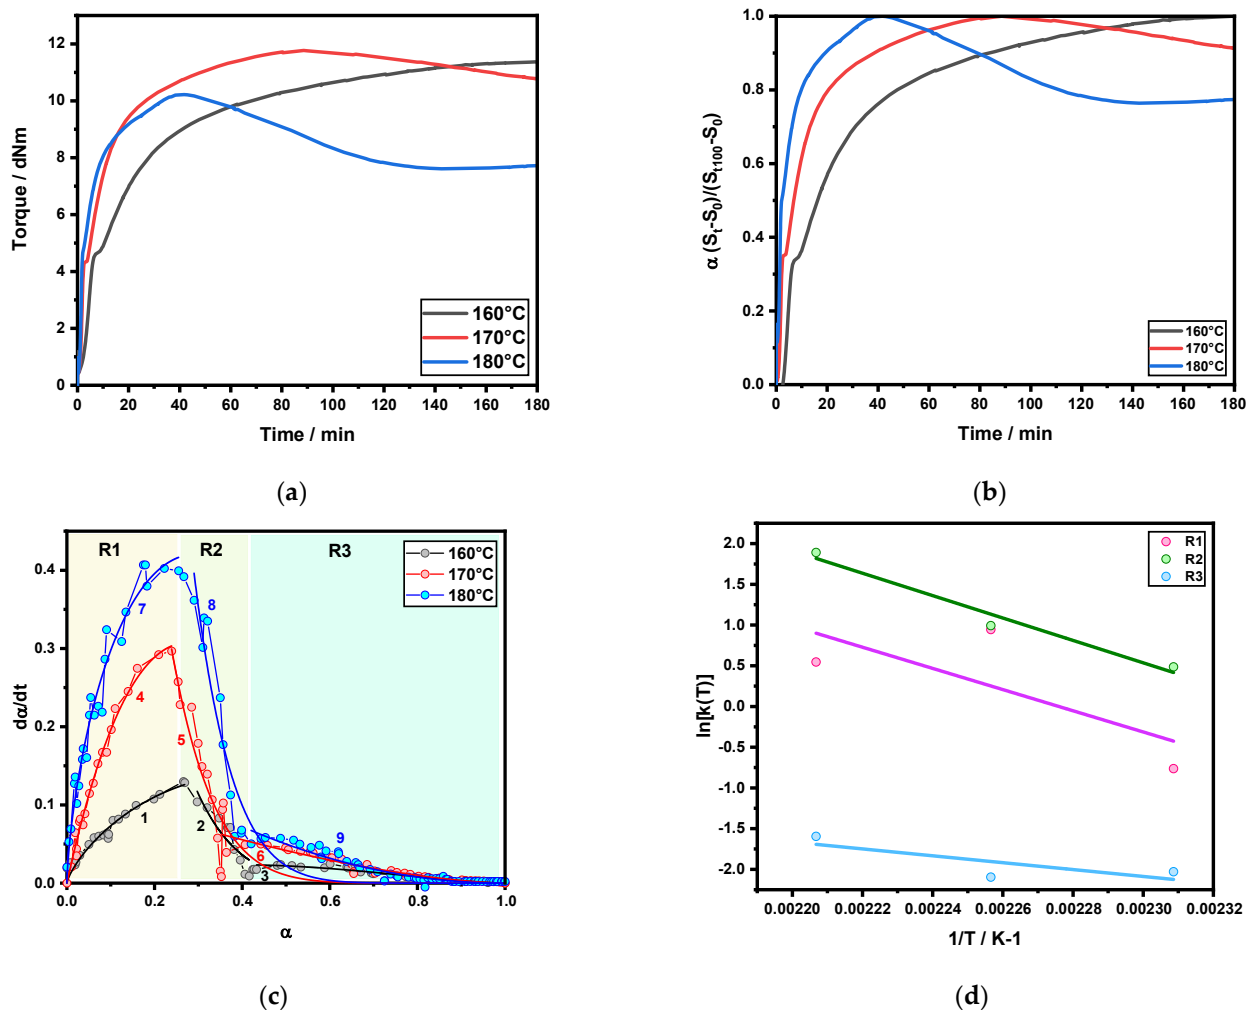 Torque / dNm
12
10
8
6
4
2
0
160°C
170°C
180°C
0 20 40 60 80 100 120 140 160 180
Time / min
(a)
α (St-S0)/(St100-S0)
1.0
0.8
0.6
0.4
0.2
0.0
160°C
170°C
180°C
0 20 40 60 80 100 120 140 160 180
Time / min
(b)
dα/dt
0.4
0.3
0.2
0.1
0.0
R1 R2 R3
160°C
170°C
180°C
1 2 3 4 5 6 7 8 9
0.0 0.2 0.4 0.6 0.8 1.0
α
(c)
ln[k(T)]
2.0
1.5
1.0
0.5
0.0
-0.5
-1.0
-1.5
-2.0
R1
R2
R3
0.00220 0.00222 0.00224 0.00226 0.00228 0.00230 0.00232
1/T / K-1
(d)